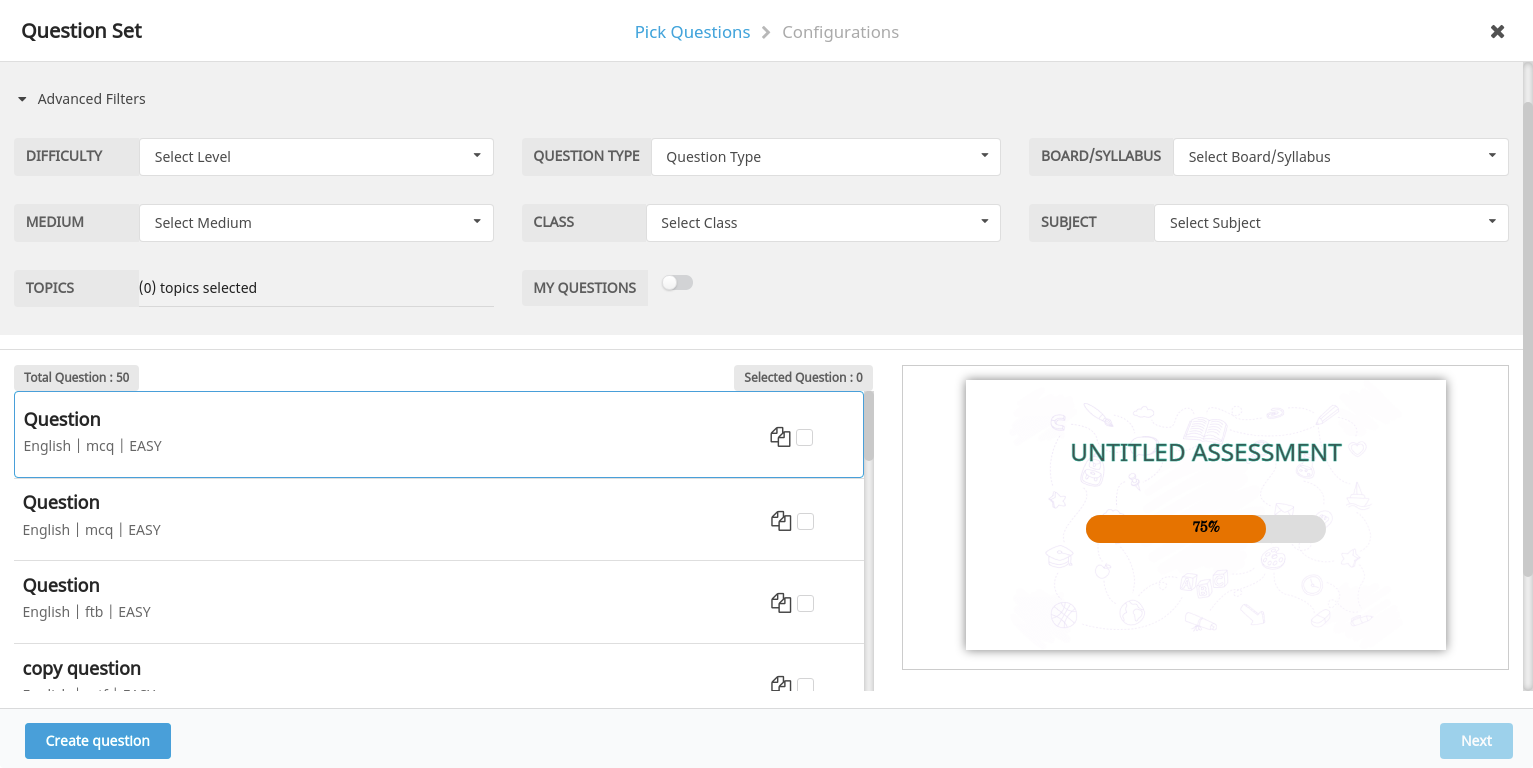 Question Set
Pick Questions Configurations
Advanced Filters
DIFFICULTY Select Level QUESTION TYPE Question Type BOARD/SYLLABUS Select Board/Syllabus
MEDIUM Select Medium CLASS Select Class SUBJECT Select Subject
TOPICS (0) topics selected MY QUESTIONS
Total Question : 50 Selected Question : 0
Question
English | mcq | EASY
Question
English | mcq | EASY
Question
English | ftb | EASY
copy question
UNTITLED ASSESSMENT
75%
Create question Next